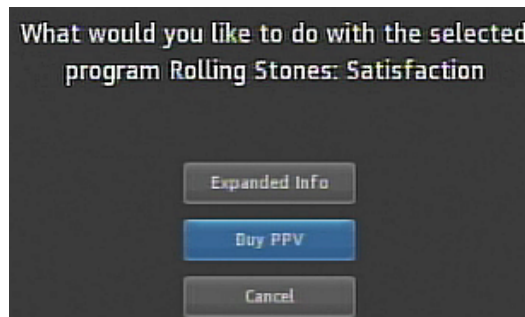 What would you like to do with the selected
program Rolling Stones: Satisfaction
Expanded Info
Buy PPV
Cancel